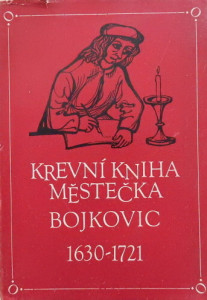 KREVNÍ KNIHA
MĚSTEČKA
BOJKOVIC
1630-1721